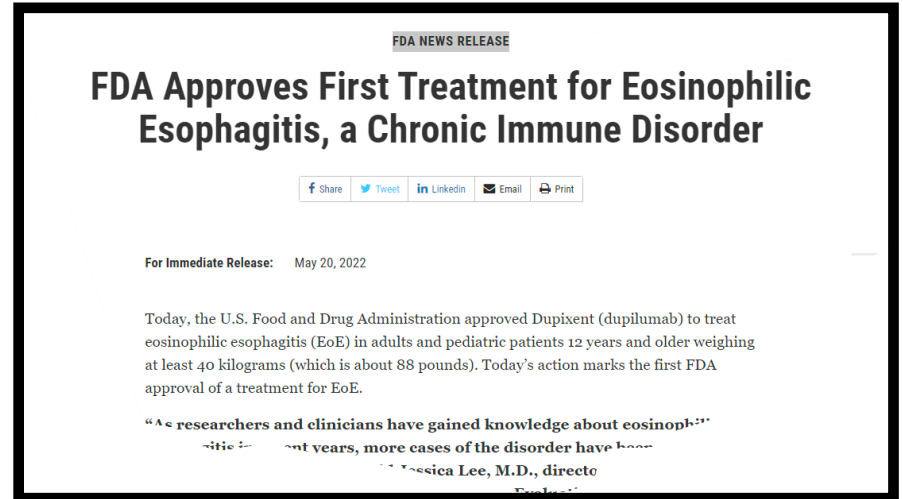 FDA NEWS RELEASE
FDA Approves First Treatment for Eosinophilic
Esophagitis, a Chronic Immune Disorder
Share Tweet Linkedin Email Print
For Immediate Release: May 20, 2022
Today, the U.S. Food and Drug Administration approved Dupixent (dupilumab) to treat
eosinophilic esophagitis (EoE) in adults and pediatric patients 12 years and older weighing
at least 40 kilograms (which is about 88 pounds). Today’s action marks the first FDA
approval of a treatment for EoE.
“As researchers and clinicians have gained knowledge about
years, more cases of the disorder have been
Jessica Lee, M.D.,